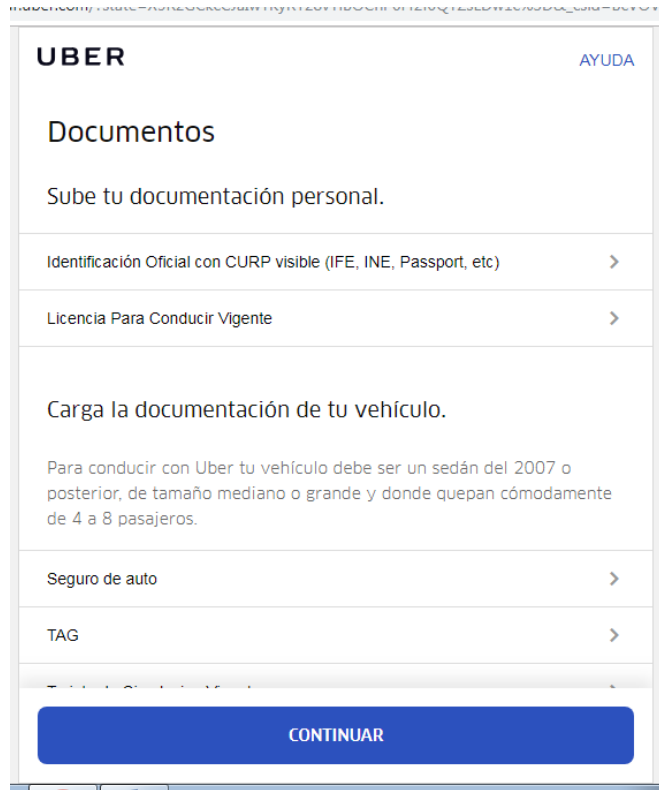 UBER
AYUDA
Documentos
Sube tu documentación personal.
Identificación Oficial con CURP visible (IFE, INE, Passport, etc)
Licencia Para Conducir Vigente
Carga la documentación de tu vehículo.
Para conducir con Uber tu vehículo debe ser un sedán del 2007 o
posterior, de tamaño mediano o grande y donde quepan cómodamente
de 4 a 8 pasajeros.
Seguro de auto
TAG
CONTINUAR